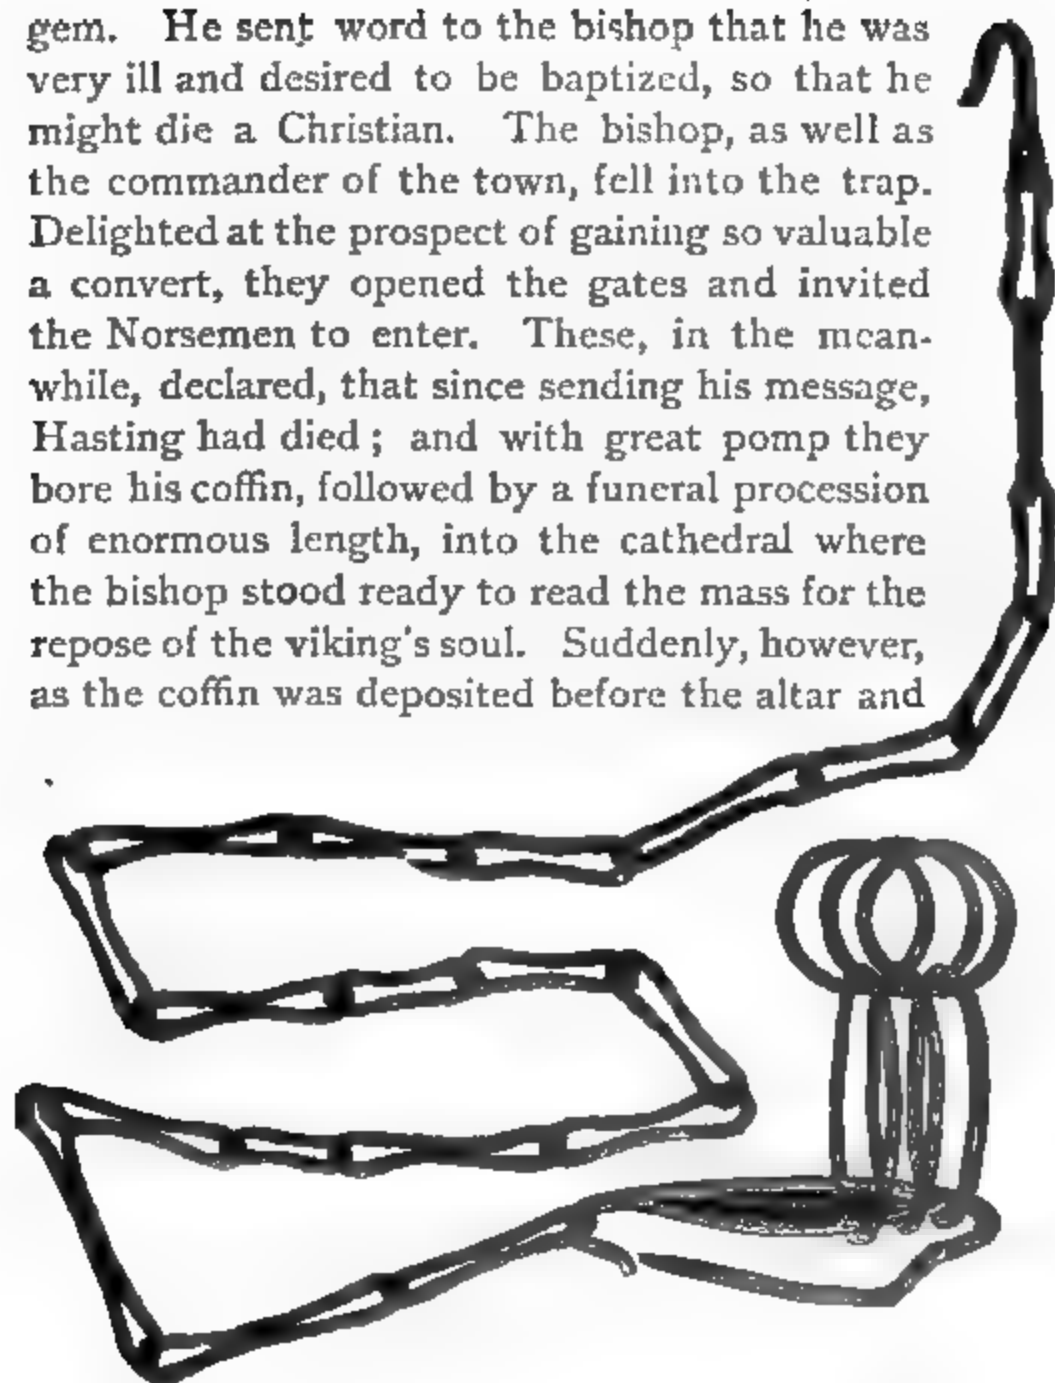 gem. He sent word to the bishop that he was
very ill and desired to be baptized, so that he
might die a Christian. The bishop, as well as
the commander of the town, fell into the trap.
Delighted at the prospect of gaining so valuable
a convert, they opened the gates and invited
the Norsemen to enter. These, in the mean-
while, declared, that since sending his message,
Hasting had died; and with great pomp they
bore his coffin, followed by a funeral procession
of enormous length, into the cathedral where
the bishop stood ready to read the mass for the
repose of the viking's soul. Suddenly, however,
as the coffin was deposited before the altar and